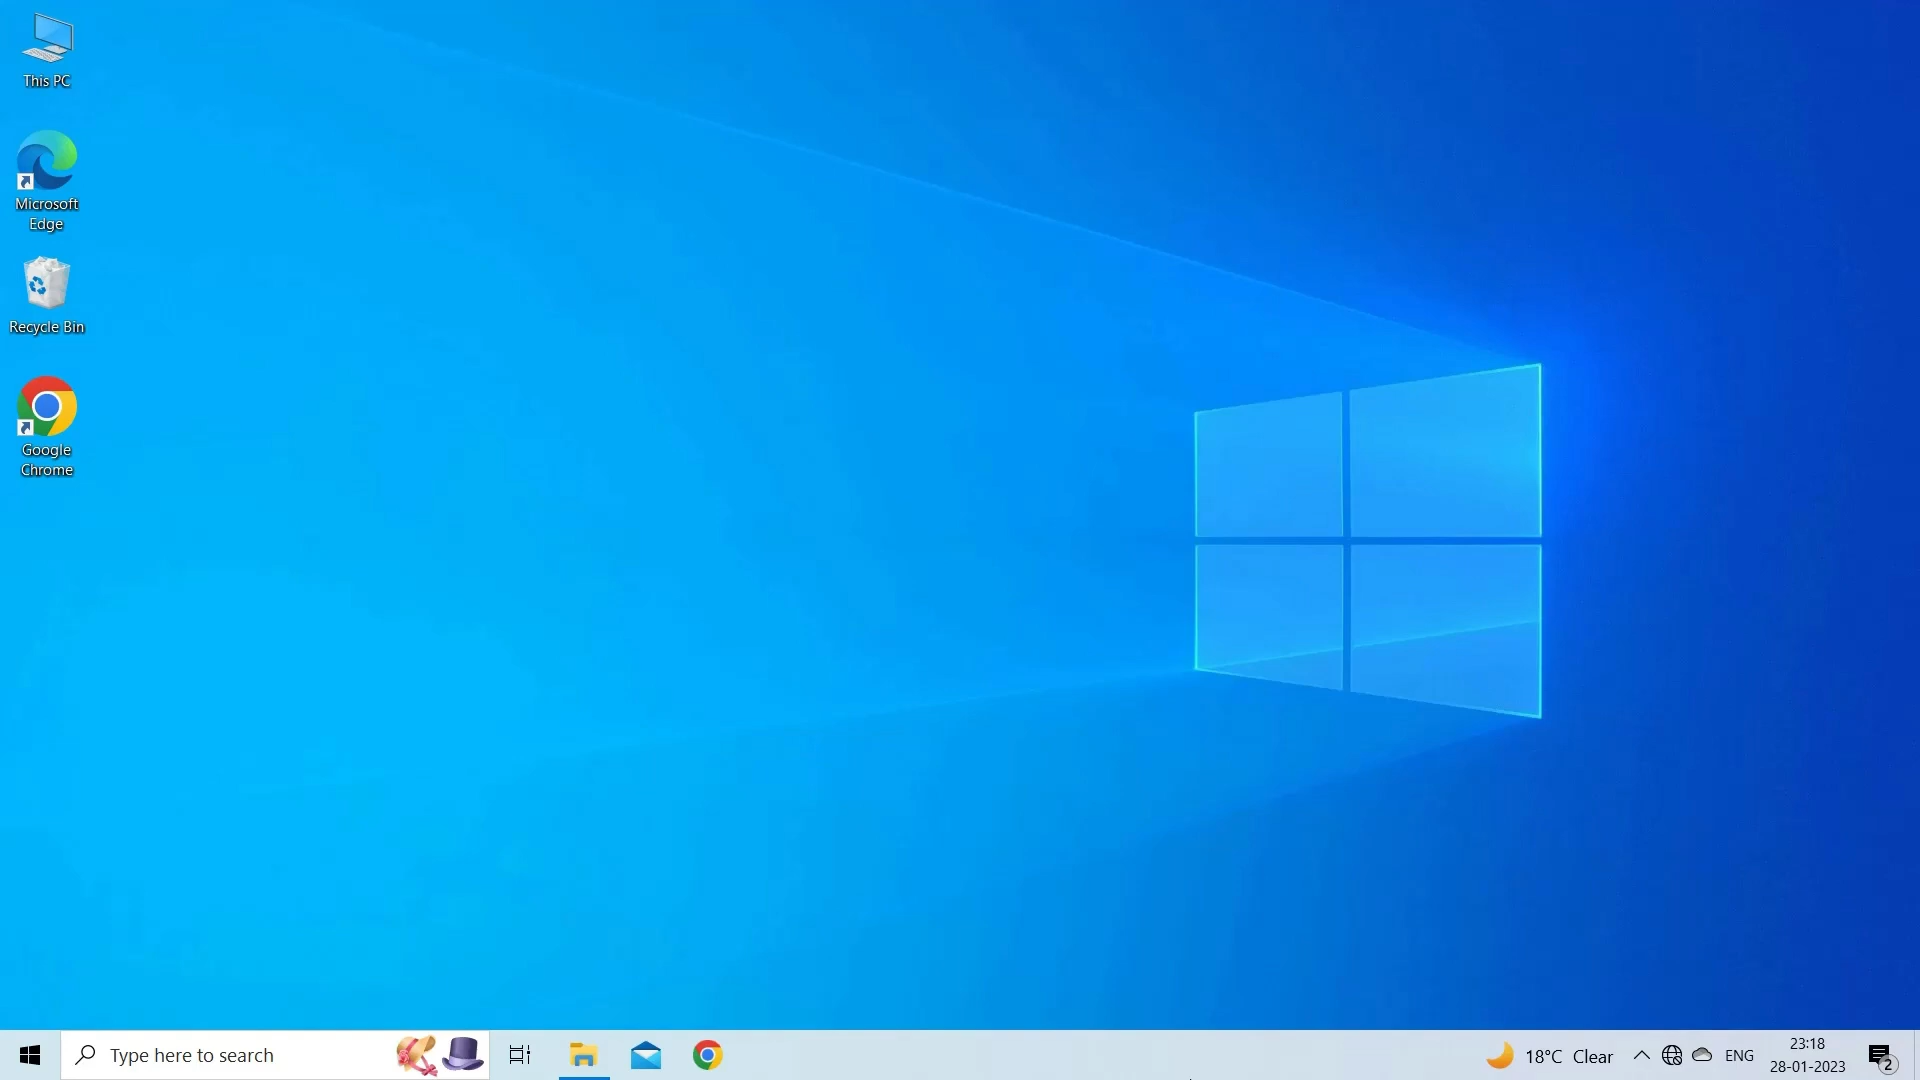 This PC
Microsoft
Edge
Recycle Bin
Google
Chrome
Type here to search
18°C Clear
ENG
23:18
28-01-2023
2